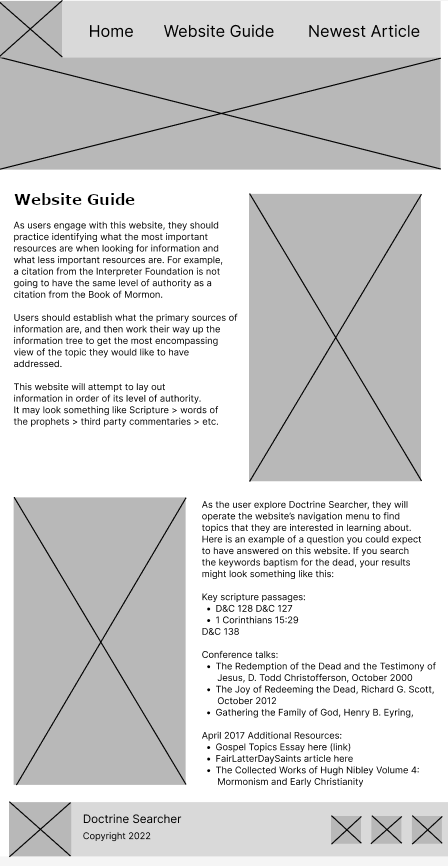 Home Website Guide Newest Article
Website Guide
As users engage with this website, they should
practice identifying what the most important
resources are when looking for information and
what less important resources are. For example,
a citation from the Interpreter Foundation is not
going to have the same level of authority as a
citation from the Book of Mormon.
Users should establish what the primary sources of
information are, and then work their way up the
information tree to get the most encompassing
view of the topic they would like to have
addressed.
This website will attempt to lay out
information in order of its level of authority.
It may look something like Scripture > words of
the prophets > third party commentaries > etc.
As the user explore Doctrine Searcher, they will
operate the website's navigation menu to find
topics that they are interested in learning about.
Here is an example of a question you could expect
to have answered on this website. If you search
the keywords baptism for the dead, your results
might look something like this:
Key scripture passages:
• D&C 128 D&C 127
• 1 Corinthians 15:29
D&C 138
Conference talks:
• The Redemption of the Dead and the Testimony of
Jesus, D. Todd Christofferson, October 2000
• The Joy of Redeeming the Dead, Richard G. Scott,
October 2012
• Gathering the Family of God, Henry B. Eyring,
April 2017 Additional Resources:
• Gospel Topics Essay here (link)
• FairLatterDaySaints article here
• The Collected Works of Hugh Nibley Volume 4:
Mormonism and Early Christianity
Doctrine Searcher
Copyright 2022